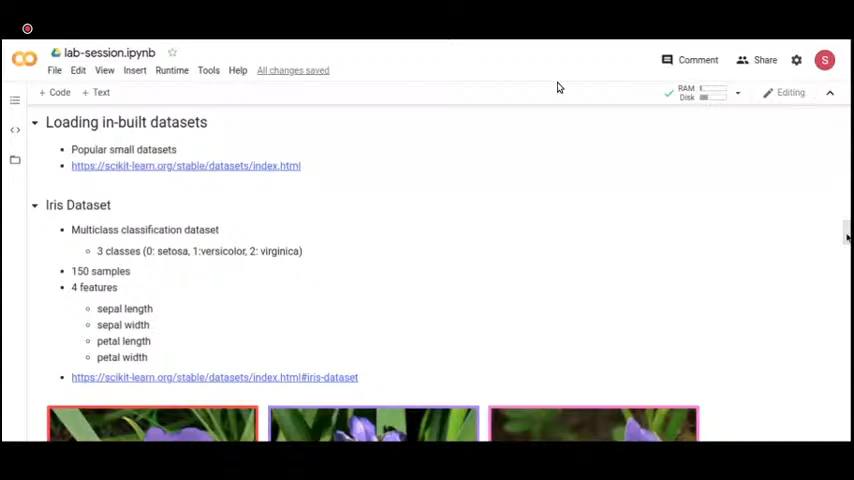 lab-session.ipynb
Comment
Share
S
File Edit View Insert Runtime Tools Help All changes saved
+ Code + Text
RAM
Disk
Editing
Loading in-built datasets
Popular small datasets
https://scikit-learn.org/stable/datasets/index.html
Iris Dataset
Multiclass classification dataset
3 classes (0: setosa, 1:versicolor, 2: virginica)
150 samples
4 features
sepal length
sepal width
petal length
petal width
https://scikit-learn.org/stable/datasets/index.html#iris-dataset